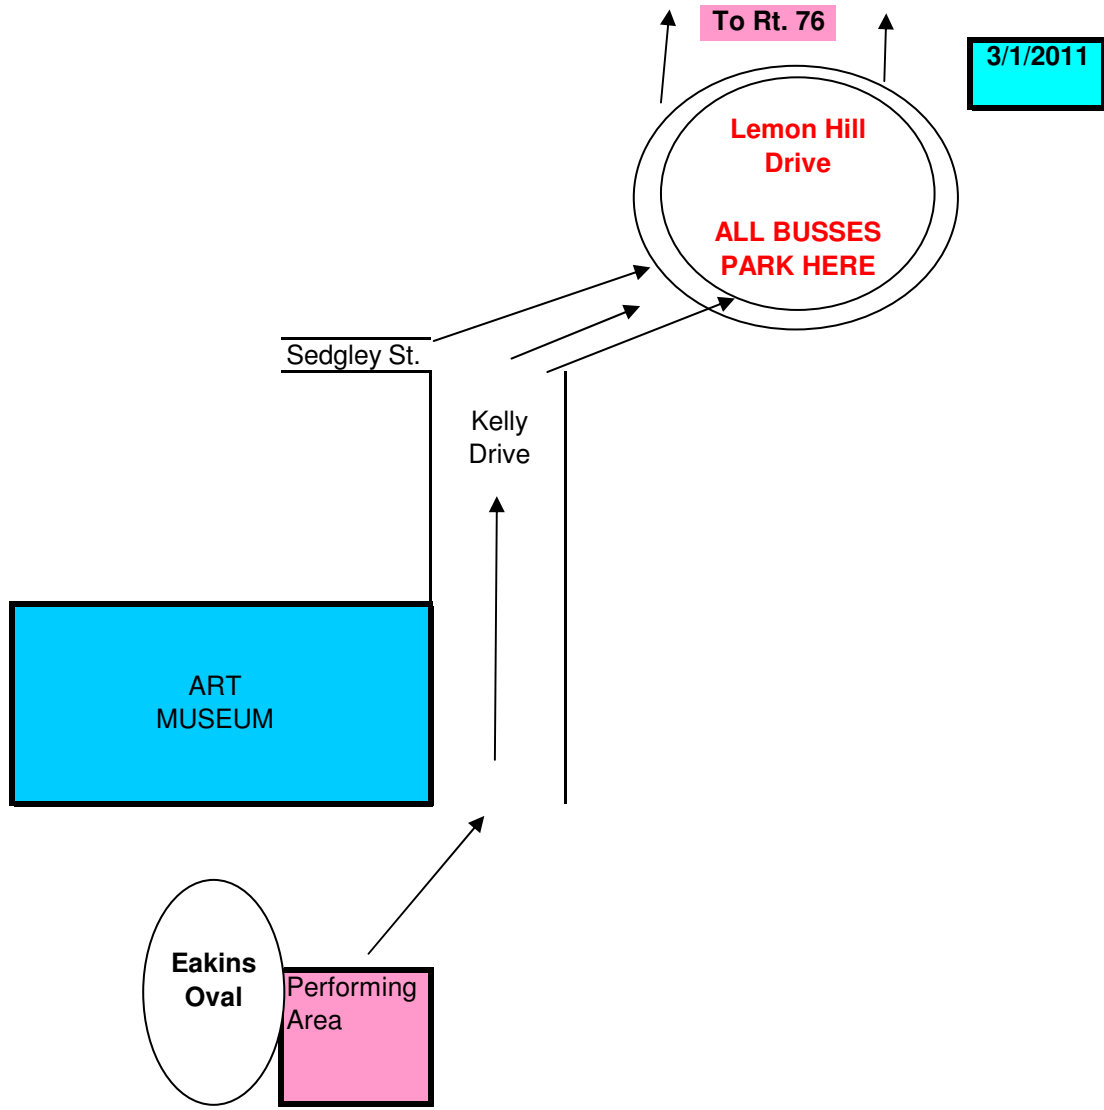 To Rt. 76
3/1/2011
Lemon Hill
Drive
ALL BUSSES
PARK HERE
Sedgley St.
Kelly
Drive
ART
MUSEUM
Eakins
Oval
Performing
Area